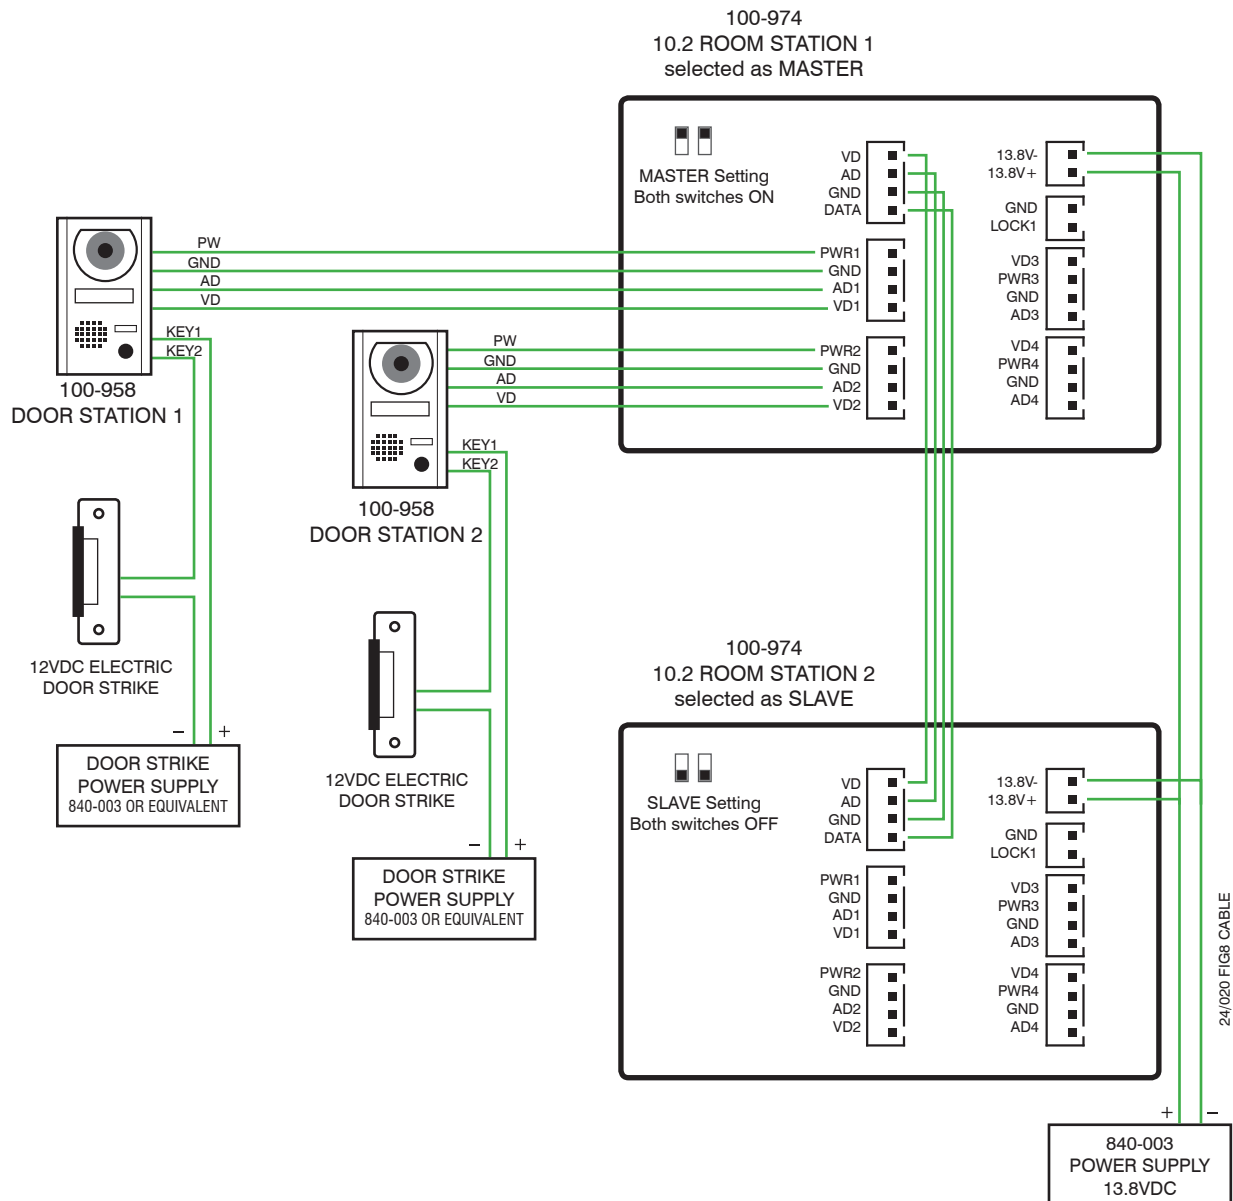 100-974
10.2 ROOM STATION 1
selected as MASTER
MASTER Setting
Both switches ON
VD
AD
GND
DATA
PWR1
GND
AD1
VD1
PWR2
GND
AD2
VD2
13.8V-
13.8V+
GND
LOCK1
VD3
PWR3
GND
AD3
VD4
PWR4
GND
AD4
PW
GND
AD
VD
KEY1
KEY2
100-958
DOOR STATION 1
PW
GND
AD
VD
KEY1
KEY2
100-958
DOOR STATION 2
12VDC ELECTRIC
DOOR STRIKE
- +
DOOR STRIKE
POWER SUPPLY
840-003 OR EQUIVALENT
12VDC ELECTRIC
DOOR STRIKE
- +
DOOR STRIKE
POWER SUPPLY
840-003 OR EQUIVALENT
100-974
10.2 ROOM STATION 2
selected as SLAVE
SLAVE Setting
Both switches OFF
VD
AD
GND
DATA
PWR1
GND
AD1
VD1
PWR2
GND
AD2
VD2
13.8V-
13.8V+
GND
LOCK1
VD3
PWR3
GND
AD3
VD4
PWR4
GND
AD4
24/020 FIG8 CABLE
+ -
840-003
POWER SUPPLY
13.8VDC